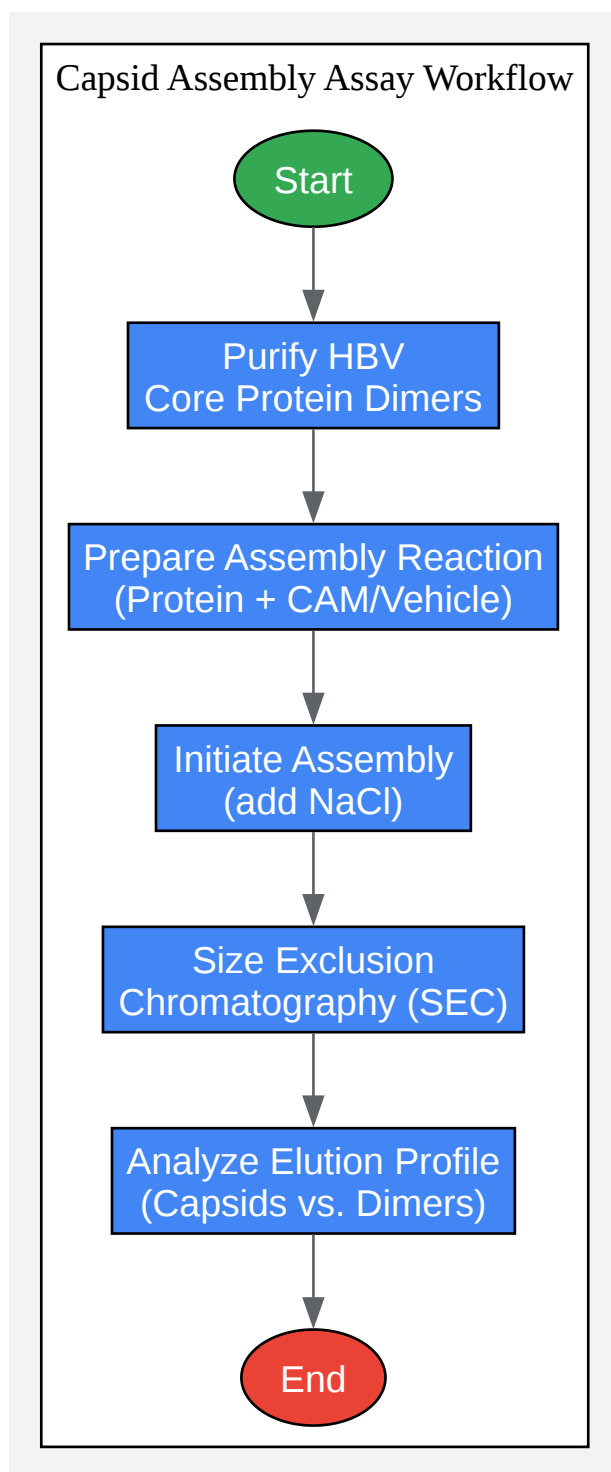 Capsid Assembly Assay Workflow
Start
Purify HBV
Core Protein Dimers
Prepare Assembly Reaction
(Protein + CAM/Vehicle)
Initiate Assembly
(add NaCl)
Size Exclusion
Chromatography (SEC)
Analyze Elution Profile
(Capsids vs. Dimers)
End